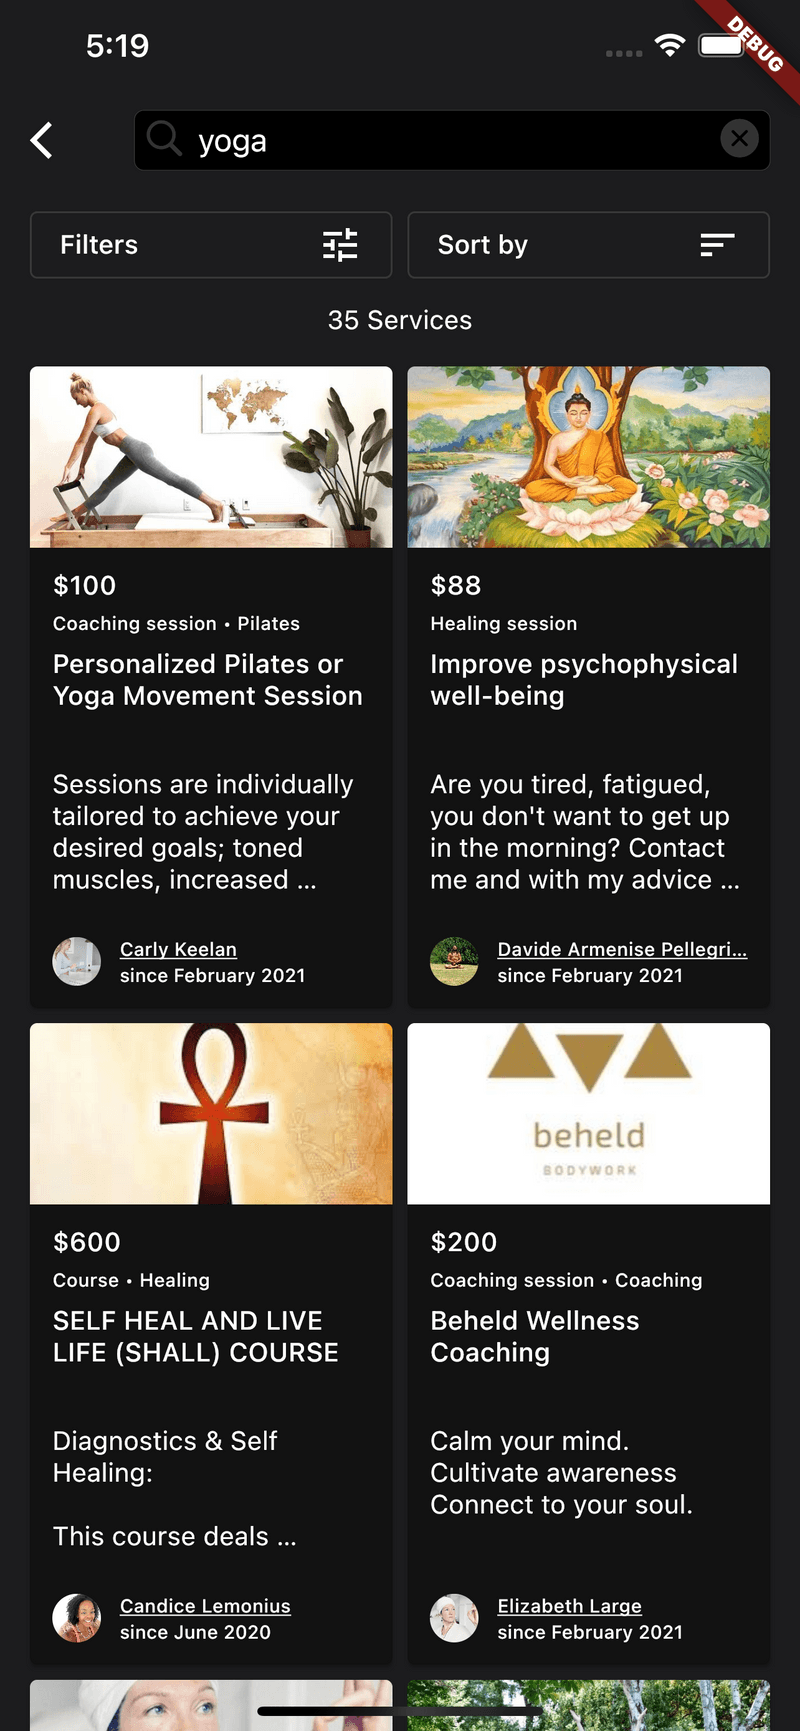 5:19
DEBUG
yoga
Filters
Sort by
35 Services
$100
Coaching session • Pilates
Personalized Pilates or
Yoga Movement Session
Sessions are individually
tailored to achieve your
desired goals; toned
muscles, increased ...
Carly Keelan
since February 2021
$88
Healing session
Improve psychophysical
well-being
Are you tired, fatigued,
you don't want to get up
in the morning? Contact
me and with my advice ...
Davide Armenise Pellegri...
since February 2021
$600
Course • Healing
SELF HEAL AND LIVE
LIFE (SHALL) COURSE
Diagnostics & Self
Healing:
This course deals ...
Candice Lemonius
since June 2020
beheld
BODYWORK
$200
Coaching session • Coaching
Beheld Wellness
Coaching
Calm your mind.
Cultivate awareness
Connect to your soul.
Elizabeth Large
since February 2021